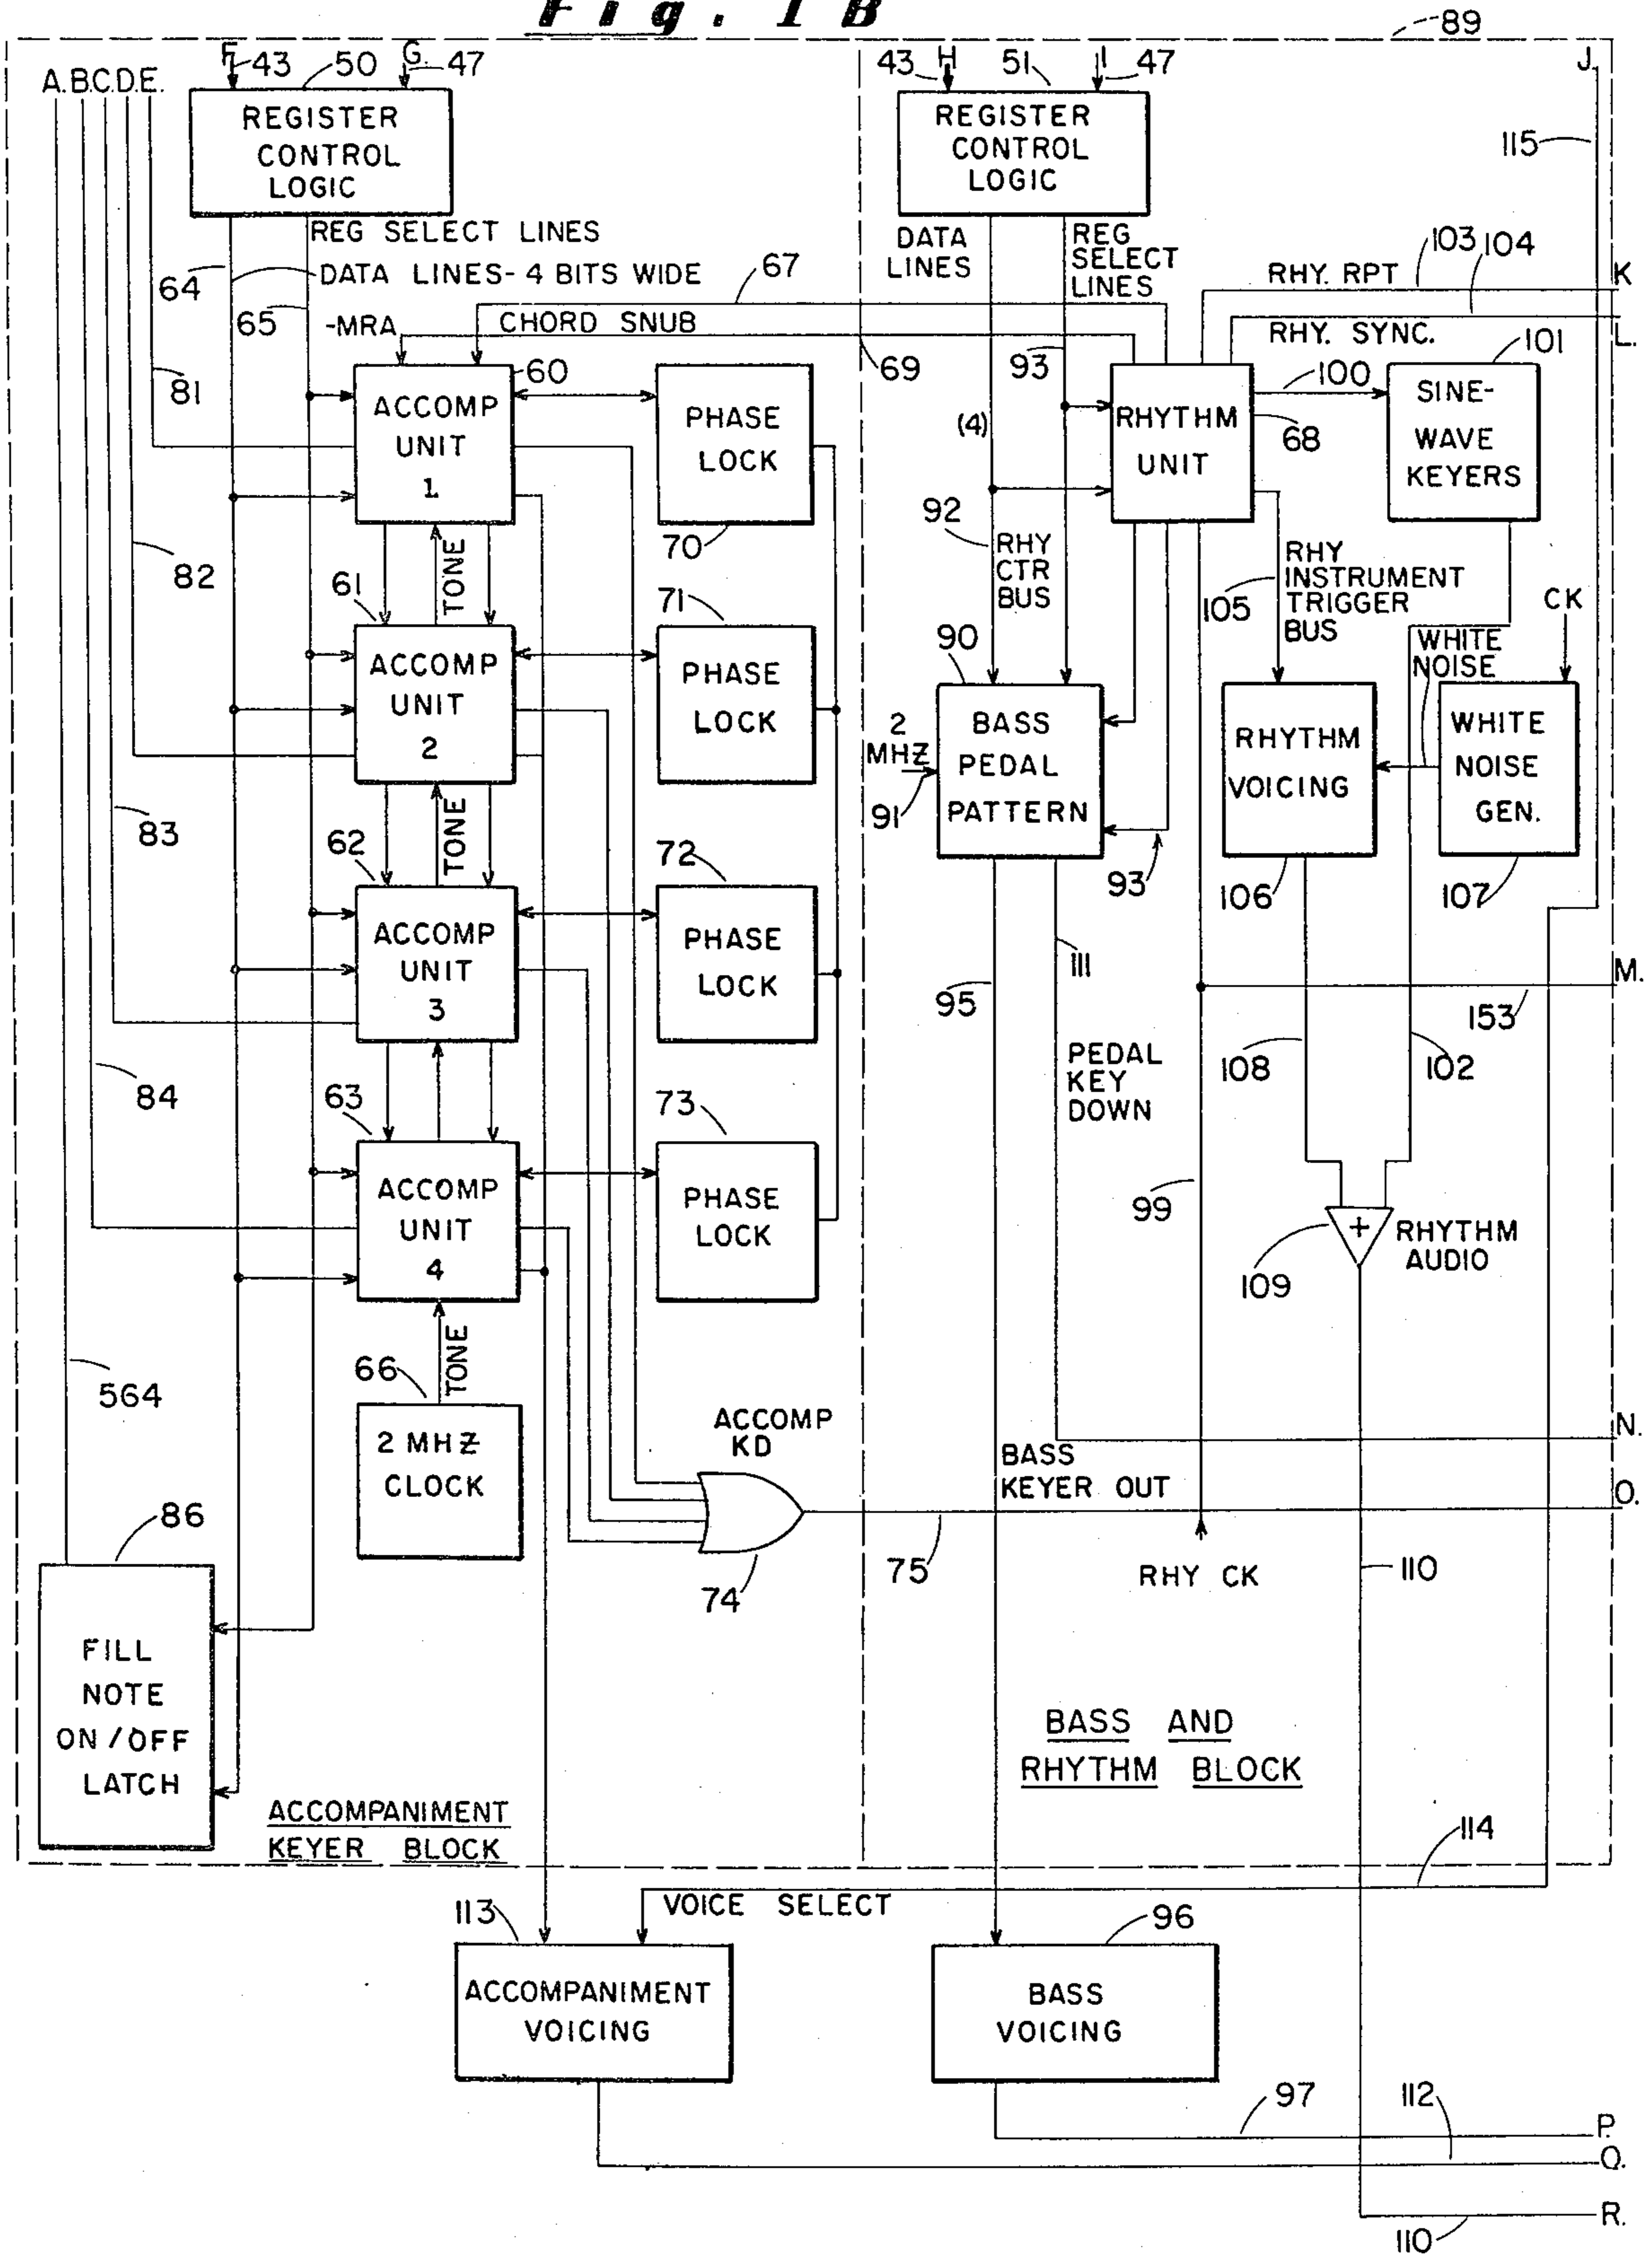 Fig. 1B
89
A. B. C. D. E.
F
43
50
G.
47
43
H
51
I
47
J.
REGISTER
CONTROL
LOGIC
REGISTER
CONTROL
LOGIC
115
REG SELECT LINES
DATA
LINES
REG
SELECT
LINES
103
104
K
64
DATA LINES-4 BITS WIDE
67
RHY. RPT
65
-MRA
CHORD SNUB
RHY. SYNC.
L.
81
60
69
93
100
101
ACCOMP
UNIT
1
PHASE
LOCK
(4)
RHYTHM
UNIT
68
SINE-
WAVE
KEYERS
70
92
82
61
TONE
71
RHY
CTR
BUS
105
RHY
INSTRUMENT
TRIGGER
BUS
CK
WHITE
NOISE
90
ACCOMP
UNIT
2
PHASE
LOCK
2
MHZ
91
BASS
PEDAL
PATTERN
RHYTHM
VOICING
WHITE
NOISE
GEN.
83
62
TONE
72
93
106
107
ACCOMP
UNIT
3
PHASE
LOCK
95
111
M.
153
84
63
73
PEDAL
KEY
DOWN
108
102
ACCOMP
UNIT
4
PHASE
LOCK
99
109
+
RHYTHM
AUDIO
564
66
TONE
2 MHZ
CLOCK
ACCOMP
KD
BASS
KEYER OUT
N.
O.
86
74
75
RHY CK
110
FILL
NOTE
ON/OFF
LATCH
BASS AND
RHYTHM BLOCK
ACCOMPANIMENT
KEYER BLOCK
114
113
VOICE SELECT
96
ACCOMPANIMENT
VOICING
BASS
VOICING
97
112
P.
Q.
R.
110